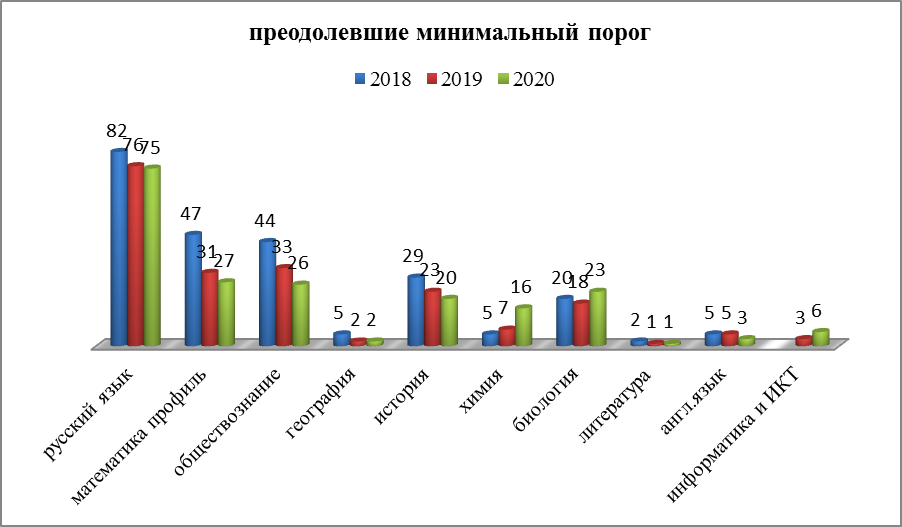 преодолевшие минимальный порог
2018 2019 2020
82 76 75
47 31 27
44 33 26
5 2 2
29 23 20
5 7 16
20 18 23
2 1 1
5 5 3
3 6
русский язык
математика профиль
обществознание
география
история
химия
биология
литература
англ.язык
информатика и ИКТ